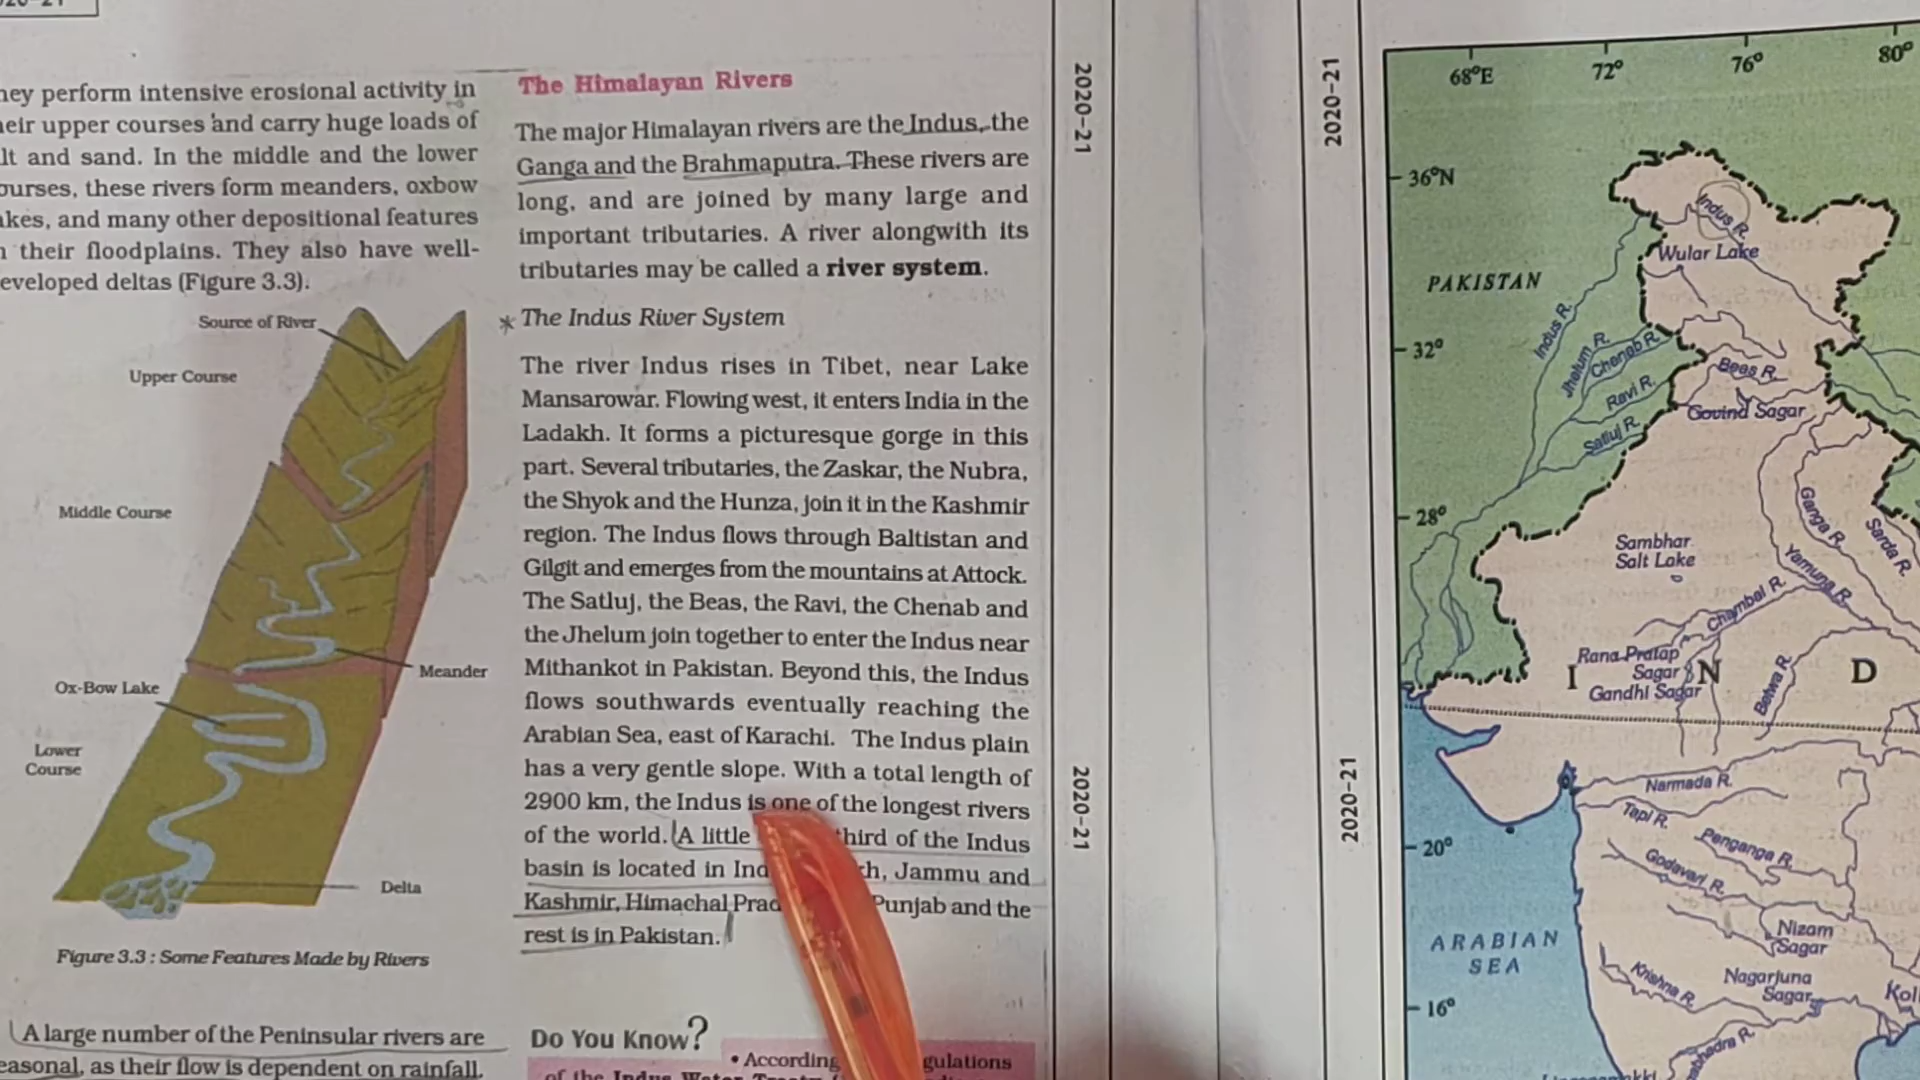 hey perform intensive erosional activity in
heir upper courses and carry huge loads of
lt and sand. In the middle and the lower
ourses, these rivers form meanders, oxbow
akes, and many other depositional features
n their floodplains. They also have well-
eveloped deltas (Figure 3.3).
Source of River
Upper Course
Middle Course
Meander
Ox-Bow Lake
Lower
Course
Delta
Figure 3.3 : Some Features Made by Rivers
A large number of the Peninsular rivers are
easonal, as their flow is dependent on rainfall.
The Himalayan Rivers
The major Himalayan rivers are the Indus, the
Ganga and the Brahmaputra. These rivers are
long, and are joined by many large and
important tributaries. A river alongwith its
tributaries may be called a river system.
* The Indus River System
The river Indus rises in Tibet, near Lake
Mansarowar. Flowing west, it enters India in the
Ladakh. It forms a picturesque gorge in this
part. Several tributaries, the Zaskar, the Nubra,
the Shyok and the Hunza, join it in the Kashmir
region. The Indus flows through Baltistan and
Gilgit and emerges from the mountains at Attock.
The Satluj, the Beas, the Ravi, the Chenab and
the Jhelum join together to enter the Indus near
Mithankot in Pakistan. Beyond this, the Indus
flows southwards eventually reaching the
Arabian Sea, east of Karachi. The Indus plain
has a very gentle slope. With a total length of
2900 km, the Indus is one of the longest rivers
of the world. A little third of the Indus
basin is located in Jammu and
Kashmir, Himachal Punjab and the
rest is in Pakistan.
Do You Know?
• According
of the Indus Water
2020-21
2020-21
2020-21
2020-21
68°E
72°
76°
80°
36°N
Indus R.
Wular Lake
PAKISTAN
Indus R.
Jhelum R.
Chenab R.
32°
Bees R.
Ravi R.
Govind Sagar
Satluj R.
28°
Ganga R.
Sarda R.
Sambhar
Salt Lake
Yamuna R.
Chambal R.
Rana Pratap
Sagar
Gandhi Sagar
Betwa R.
I N D
Narmada R.
Tapi R.
Penganga R.
20°
Godavari R.
ARABIAN
SEA
Nizam
Sagar
Krishna R.
Nagarjuna
Sagar
16°